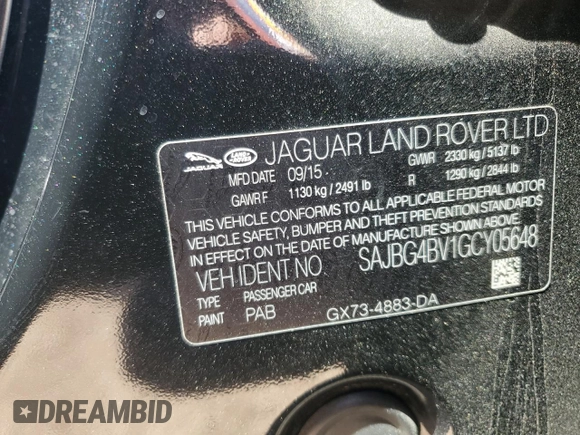 JAGUAR LAND ROVER JAGUAR LAND ROVER LTD
MFD DATE 09/15 GVWR 2330 kg / 5137 lb
GAWR F 1130 kg / 2491 lb R 1290 kg / 2844 lb
THIS VEHICLE CONFORMS TO ALL APPLICABLE FEDERAL MOTOR
VEHICLE SAFETY, BUMPER AND THEFT PREVENTION STANDARDS
IN EFFECT ON THE DATE OF MANUFACTURE SHOWN ABOVE.
VEH IDENT NO. SAJBG4BV1GCY05648
TYPE PASSENGER CAR
PAINT PAB GX73-4883-DA
DREAMBID